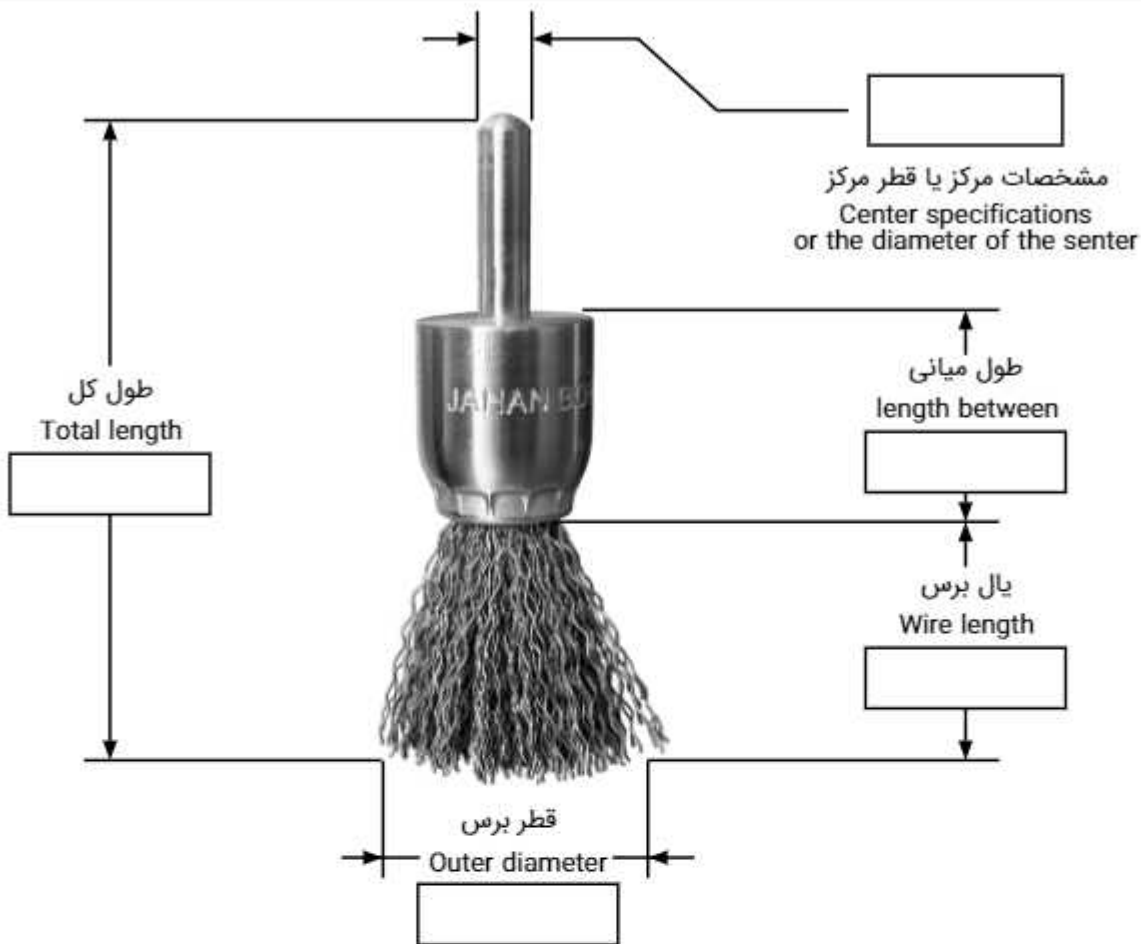 مشخصات مرکز یا قطر مرکز
Center specifications
or the diameter of the senter
طول کل
Total length
JAHAN BO
طول میانی
length between
یال برس
Wire length
قطر برس
Outer diameter